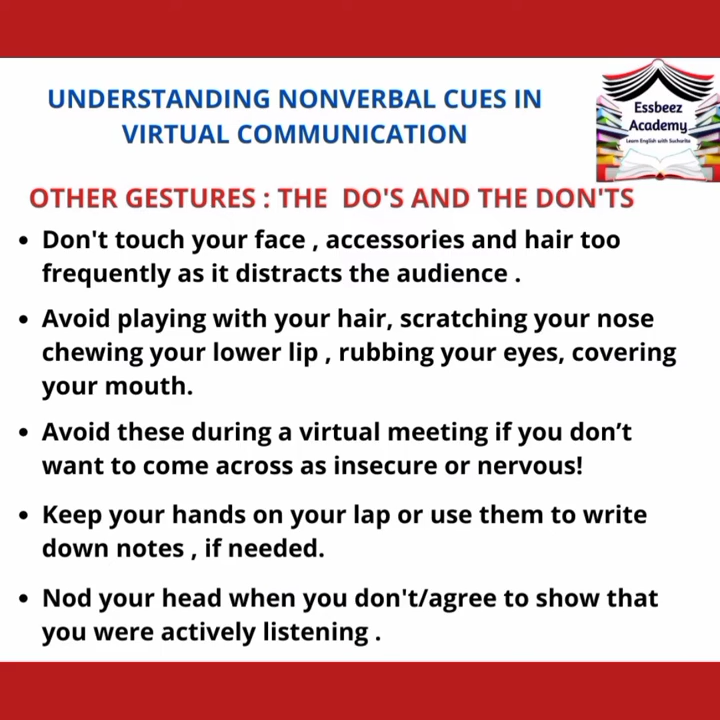 UNDERSTANDING NONVERBAL CUES IN
VIRTUAL COMMUNICATION
Essbeez
Academy
Learn English with Sucharita
OTHER GESTURES : THE DO'S AND THE DON'TS
• Don't touch your face , accessories and hair too
frequently as it distracts the audience .
• Avoid playing with your hair, scratching your nose
chewing your lower lip , rubbing your eyes, covering
your mouth.
• Avoid these during a virtual meeting if you don’t
want to come across as insecure or nervous!
• Keep your hands on your lap or use them to write
down notes , if needed.
• Nod your head when you don't/agree to show that
you were actively listening .